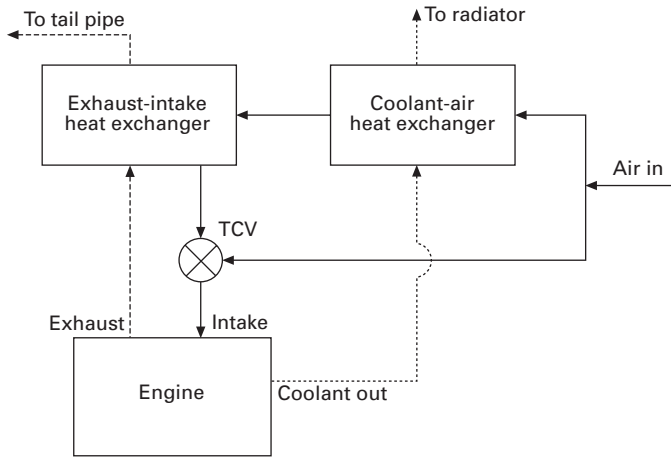 To tail pipe
To radiator
Exhaust-intake
heat exchanger
Coolant-air
heat exchanger
Air in
TCV
Exhaust
Intake
Engine
Coolant out